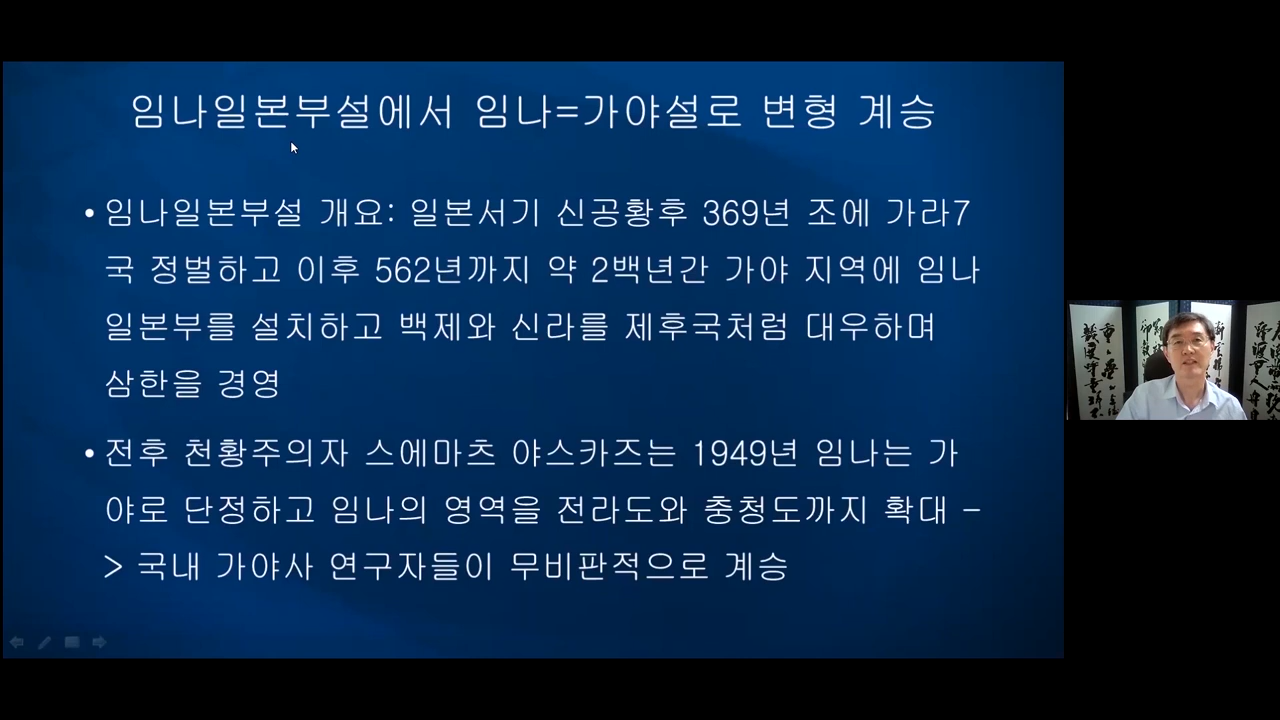 임나일본부설에서 임나=가야설로 변형 계승
• 임나일본부설 개요: 일본서기 신공황후 369년 조에 가라7
국 정벌하고 이후 562년까지 약 2백년간 가야 지역에 임나
일본부를 설치하고 백제와 신라를 제후국처럼 대우하며
삼한을 경영
• 전후 천황주의자 스에마츠 야스카즈는 1949년 임나는 가
야로 단정하고 임나의 영역을 전라도와 충청도까지 확대 –
> 국내 가야사 연구자들이 무비판적으로 계승